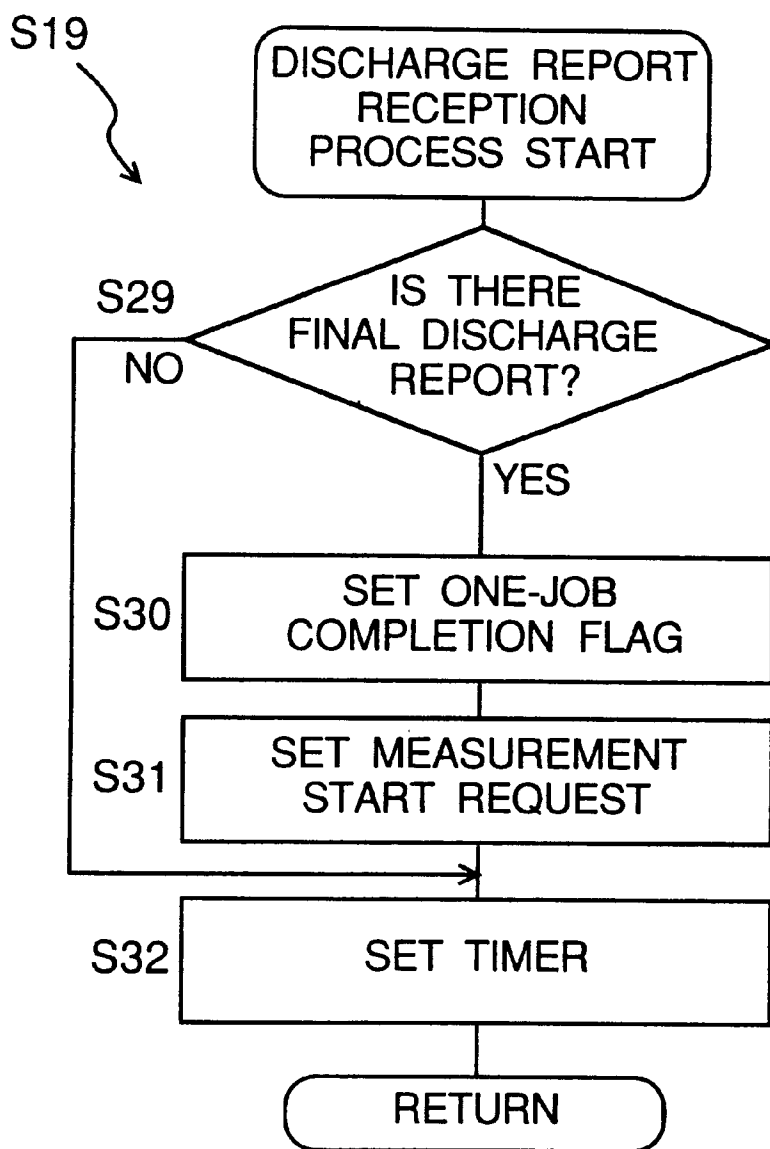 S19
DISCHARGE REPORT
RECEPTION
PROCESS START
S29
IS THERE
FINAL DISCHARGE
REPORT?
NO
YES
S30
SET ONE-JOB
COMPLETION FLAG
S31
SET MEASUREMENT
START REQUEST
S32
SET TIMER
RETURN